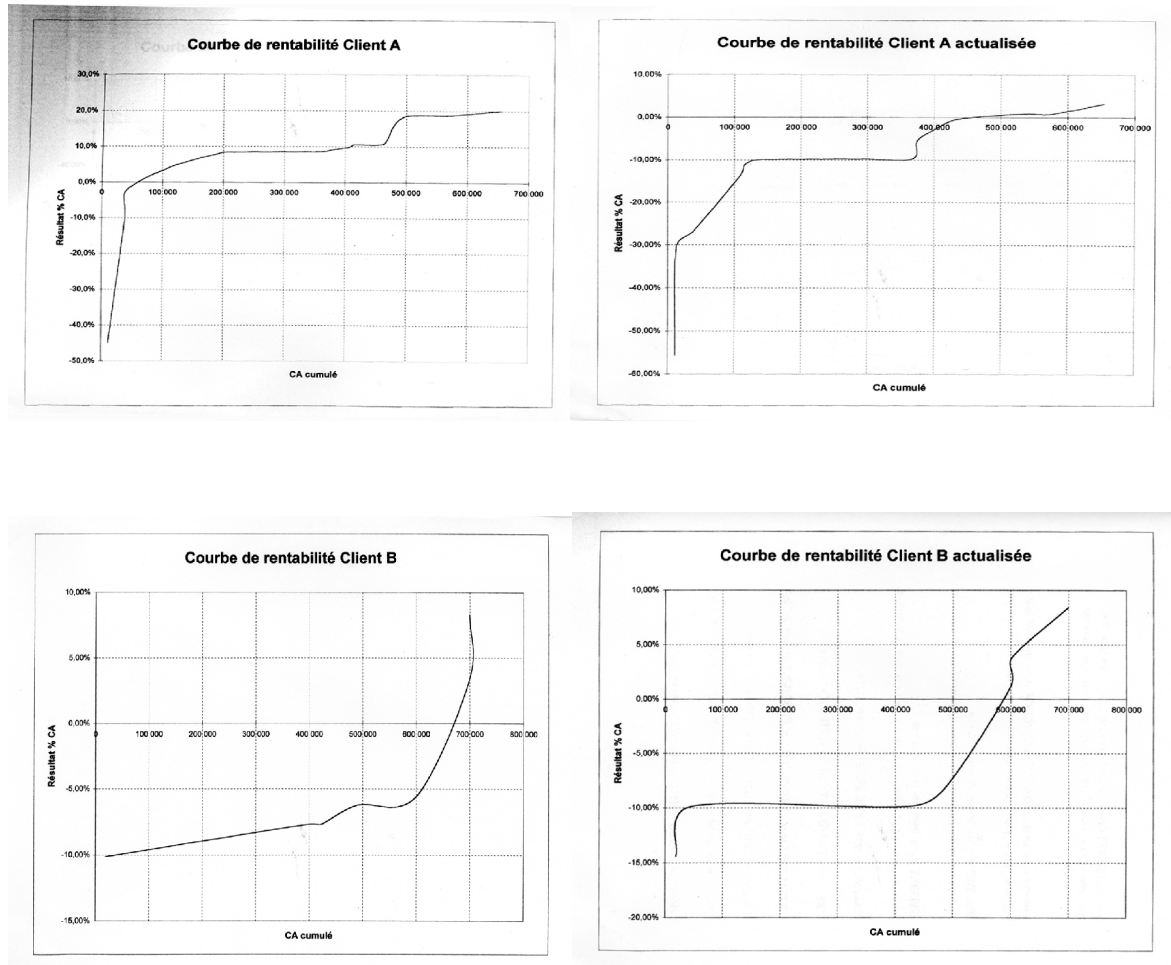 Courbe de rentabilité Client A
30,0%
20,0%
10,0%
0,0%
0 100 000 200 000 300 000 400 000 500 000 600 000 700 000
-10,0%
-20,0%
-30,0%
-40,0%
-50,0%
Résultat % CA
CA cumulé
Courbe de rentabilité Client A actualisée
10,00%
0,00%
0 100 000 200 000 300 000 400 000 500 000 600 000 700 000
-10,00%
-20,00%
-30,00%
-40,00%
-50,00%
-60,00%
Résultat % CA
CA cumulé
Courbe de rentabilité Client B
10,00%
5,00%
0,00%
0 100 000 200 000 300 000 400 000 500 000 600 000 700 000 800 000
-5,00%
-10,00%
-15,00%
Résultat % CA
CA cumulé
Courbe de rentabilité Client B actualisée
10,00%
5,00%
0,00%
0 100 000 200 000 300 000 400 000 500 000 600 000 700 000 800 000
-5,00%
-10,00%
-15,00%
-20,00%
Résultat % CA
CA cumulé